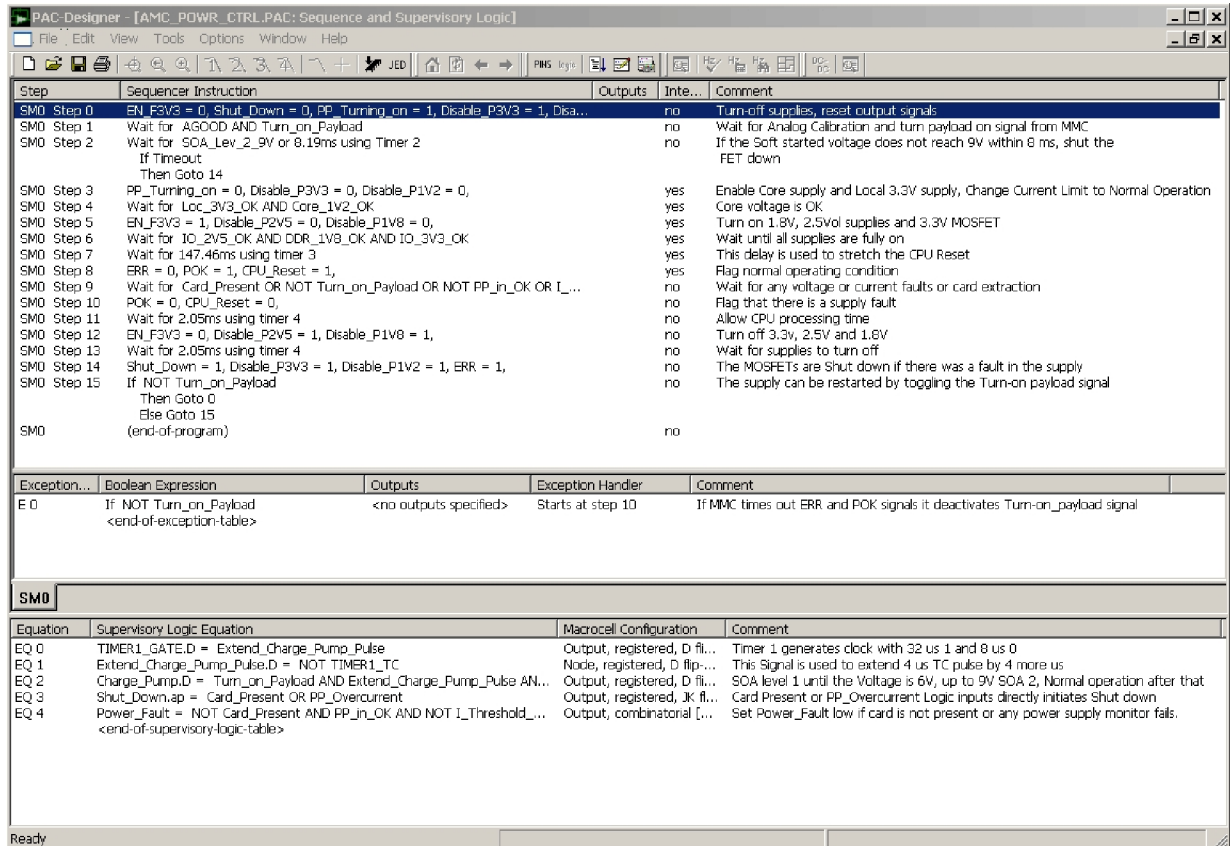 PAC-Designer - [AMC_POWR_CTRL.PAC: Sequence and Supervisory Logic]
File Edit View Tools Options Window Help
JED PINS logic
Step Sequencer Instruction Outputs Inte... Comment
SM0 Step 0 EN_F3V3 = 0, Shut_Down = 0, PP_Turning_on = 1, Disable_P3V3 = 1, Disa... no Turn-off supplies, reset output signals
SM0 Step 1 Wait for AGOOD AND Turn_on_Payload no Wait for Analog Calibration and turn payload on signal from MMC
SM0 Step 2 Wait for SOA_Lev_2_9V or 8.19ms using Timer 2 no If the Soft started voltage does not reach 9V within 8 ms, shut the
If Timeout FET down
Then Goto 14
SM0 Step 3 PP_Turning_on = 0, Disable_P3V3 = 0, Disable_P1V2 = 0, yes Enable Core supply and Local 3.3V supply, Change Current Limit to Normal Operation
SM0 Step 4 Wait for Loc_3V3_OK AND Core_1V2_OK yes Core voltage is OK
SM0 Step 5 EN_F3V3 = 1, Disable_P2V5 = 0, Disable_P1V8 = 0, yes Turn on 1.8V, 2.5Vol supplies and 3.3V MOSFET
SM0 Step 6 Wait for IO_2V5_OK AND DDR_1V8_OK AND IO_3V3_OK yes Wait until all supplies are fully on
SM0 Step 7 Wait for 147.46ms using timer 3 yes This delay is used to stretch the CPU Reset
SM0 Step 8 ERR = 0, POK = 1, CPU_Reset = 1, yes Flag normal operating condition
SM0 Step 9 Wait for Card_Present OR NOT Turn_on_Payload OR NOT PP_in_OK OR I_... no Wait for any voltage or current faults or card extraction
SM0 Step 10 POK = 0, CPU_Reset = 0, no Flag that there is a supply fault
SM0 Step 11 Wait for 2.05ms using timer 4 no Allow CPU processing time
SM0 Step 12 EN_F3V3 = 0, Disable_P2V5 = 1, Disable_P1V8 = 1, no Turn off 3.3v, 2.5V and 1.8V
SM0 Step 13 Wait for 2.05ms using timer 4 no Wait for supplies to turn off
SM0 Step 14 Shut_Down = 1, Disable_P3V3 = 1, Disable_P1V2 = 1, ERR = 1, no The MOSFETs are Shut down if there was a fault in the supply
SM0 Step 15 If NOT Turn_on_Payload no The supply can be restarted by toggling the Turn-on payload signal
Then Goto 0
Else Goto 15
SM0 (end-of-program) no
Exception... Boolean Expression Outputs Exception Handler Comment
E 0 If NOT Turn_on_Payload <no outputs specified> Starts at step 10 If MMC times out ERR and POK signals it deactivates Turn-on_payload signal
<end-of-exception-table>
SM0
Equation Supervisory Logic Equation Macrocell Configuration Comment
EQ 0 TIMER1_GATE.D = Extend_Charge_Pump_Pulse Output, registered, D fli... Timer 1 generates clock with 32 us 1 and 8 us 0
EQ 1 Extend_Charge_Pump_Pulse.D = NOT TIMER1_TC Node, registered, D flip-... This Signal is used to extend 4 us TC pulse by 4 more us
EQ 2 Charge_Pump.D = Turn_on_Payload AND Extend_Charge_Pump_Pulse AN... Output, registered, D fli... SOA level 1 until the Voltage is 6V, up to 9V SOA 2, Normal operation after that
EQ 3 Shut_Down.ap = Card_Present OR PP_Overcurrent Output, registered, JK fl... Card Present or PP_Overcurrent Logic inputs directly initiates Shut down
EQ 4 Power_Fault = NOT Card_Present AND PP_in_OK AND NOT I_Threshold_... Output, combinatorial [... Set Power_Fault low if card is not present or any power supply monitor fails.
<end-of-supervisory-logic-table>
Ready